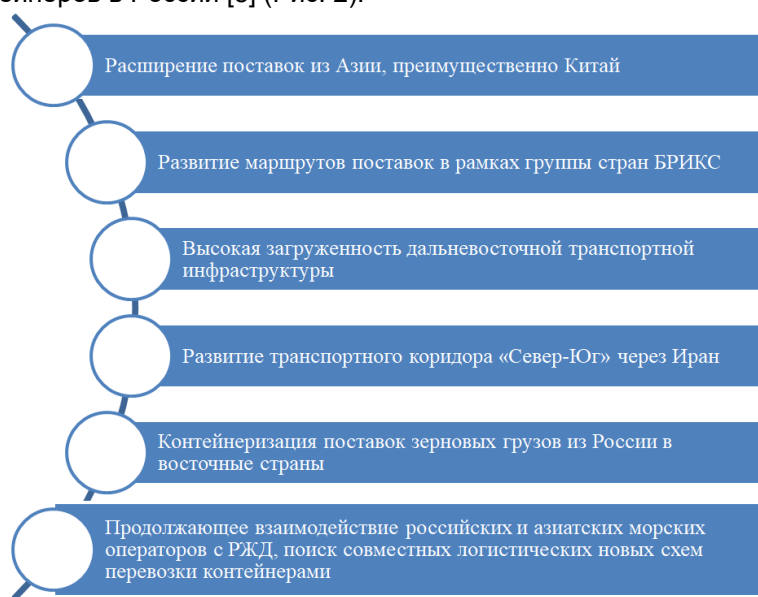 Расширение поставок из Азии, преимущественно Китай
Развитие маршрутов поставок в рамках группы стран БРИКС
Высокая загруженность дальневосточной транспортной
инфраструктуры
Развитие транспортного коридора «Север-Юг» через Иран
Контейнеризация поставок зерновых грузов из России в
восточные страны
Продолжающее взаимодействие российских и азиатских морских
операторов с РЖД, поиск совместных логистических новых схем
перевозки контейнерами